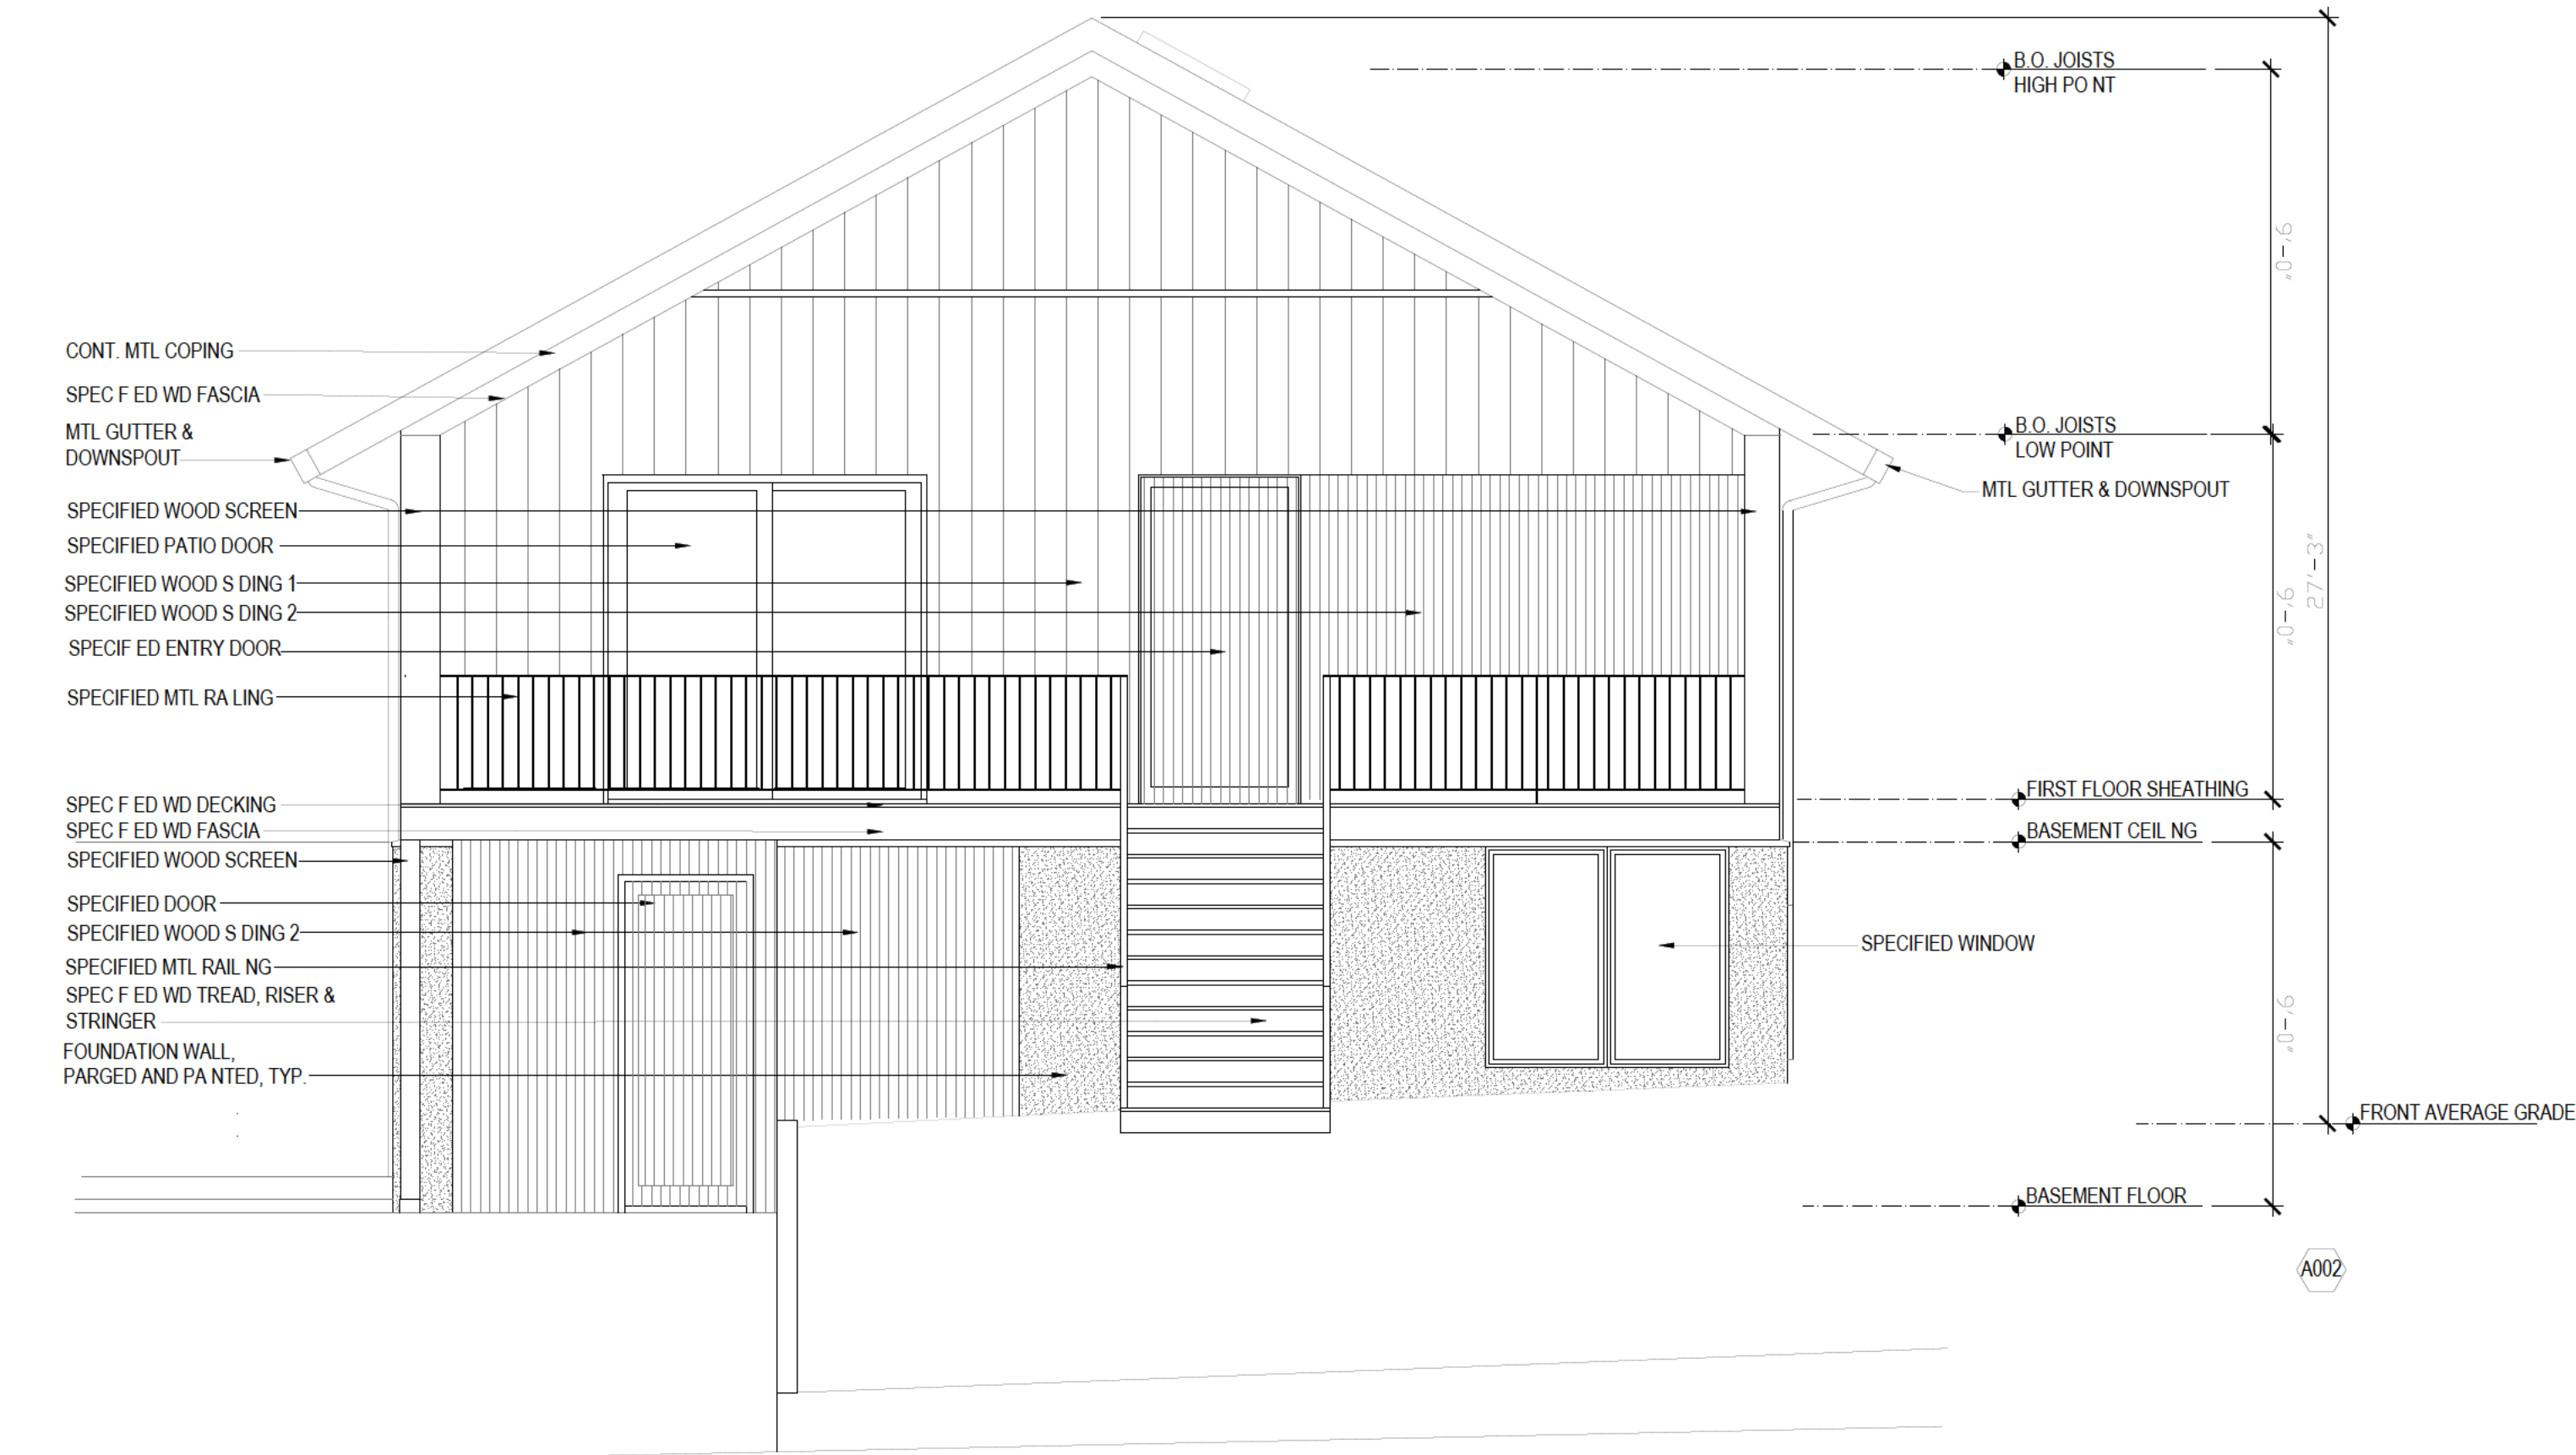 B.O. JOISTS
HIGH PO NT
9'-0"
CONT. MTL COPING
SPEC F ED WD FASCIA
MTL GUTTER &
DOWNSPOUT
B.O. JOISTS
LOW POINT
MTL GUTTER & DOWNSPOUT
SPECIFIED WOOD SCREEN
SPECIFIED PATIO DOOR
SPECIFIED WOOD S DING 1
SPECIFIED WOOD S DING 2
SPECIF ED ENTRY DOOR
SPECIFIED MTL RA LING
9'-0"
27'-3"
SPEC F ED WD DECKING
SPEC F ED WD FASCIA
SPECIFIED WOOD SCREEN
FIRST FLOOR SHEATHING
BASEMENT CEIL NG
SPECIFIED DOOR
SPECIFIED WOOD S DING 2
SPECIFIED MTL RAIL NG
SPEC F ED WD TREAD, RISER &
STRINGER
FOUNDATION WALL,
PARGED AND PA NTED, TYP.
SPECIFIED WINDOW
9'-0"
FRONT AVERAGE GRADE
BASEMENT FLOOR
A002